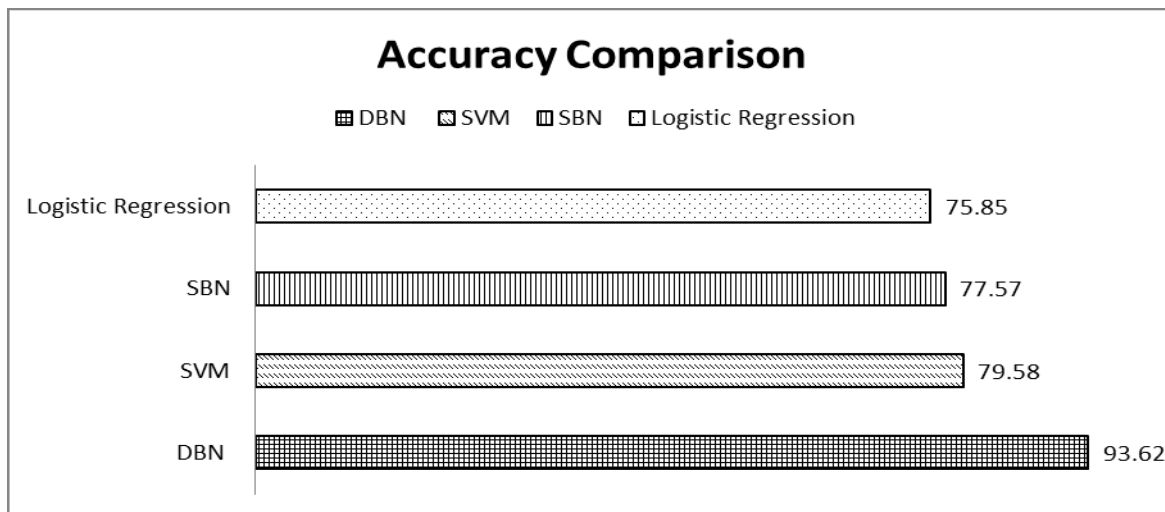 Accuracy Comparison
DBN SVM SBN Logistic Regression
Logistic Regression 75.85
SBN 77.57
SVM 79.58
DBN 93.62